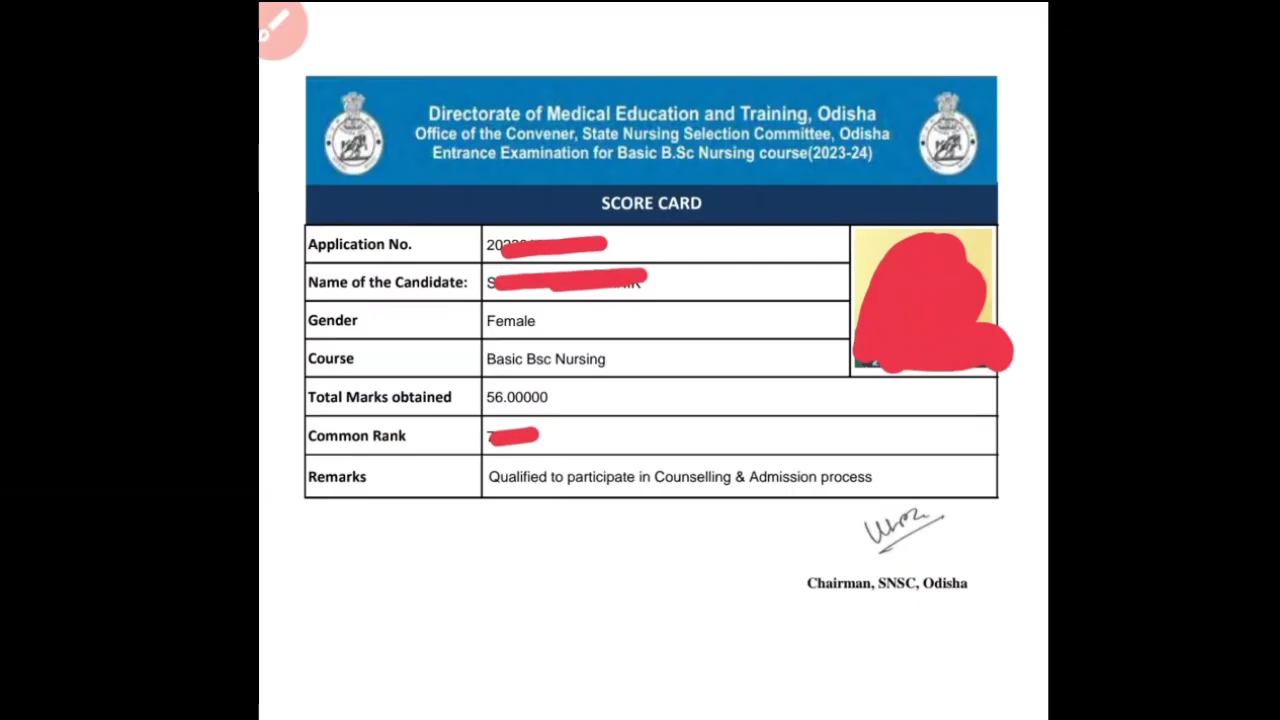 Directorate of Medical Education and Training, Odisha
Office of the Convener, State Nursing Selection Committee, Odisha
Entrance Examination for Basic B.Sc Nursing course(2023-24)
SCORE CARD
Application No.
Name of the Candidate:
Gender Female
Course Basic Bsc Nursing
Total Marks obtained 56.00000
Common Rank
Remarks Qualified to participate in Counselling & Admission process
Chairman, SNSC, Odisha